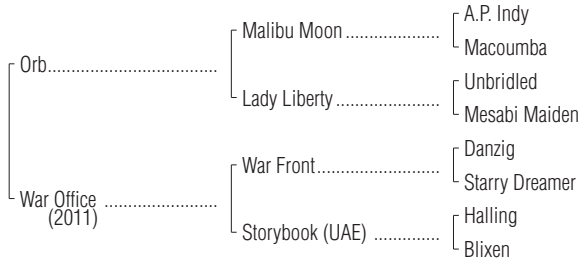 A.P. Indy
Malibu Moon ....................
Macoumba
Orb....................................
Unbridled
Lady Liberty ......................
Mesabi Maiden
Danzig
War Front..........................
Starry Dreamer
War Office ........................
(2011)
Halling
Storybook (UAE) ..............
Blixen